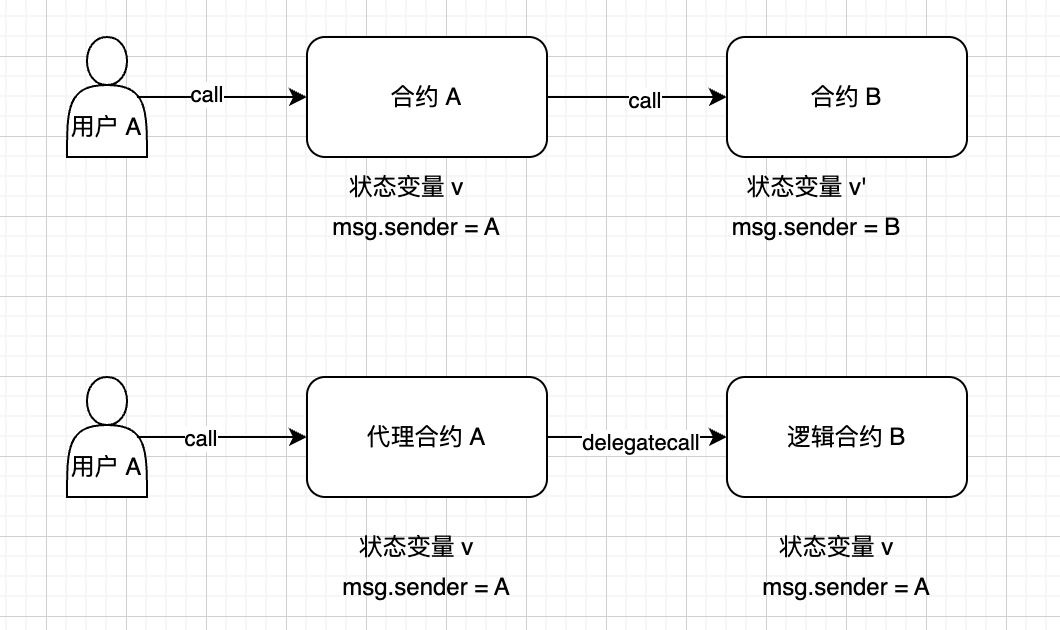 用户 A
call
合约 A
call
合约 B
状态变量 v
msg.sender = A
状态变量 v'
msg.sender = B
用户 A
call
代理合约 A
delegatecall
逻辑合约 B
状态变量 v
msg.sender = A
状态变量 v
msg.sender = A